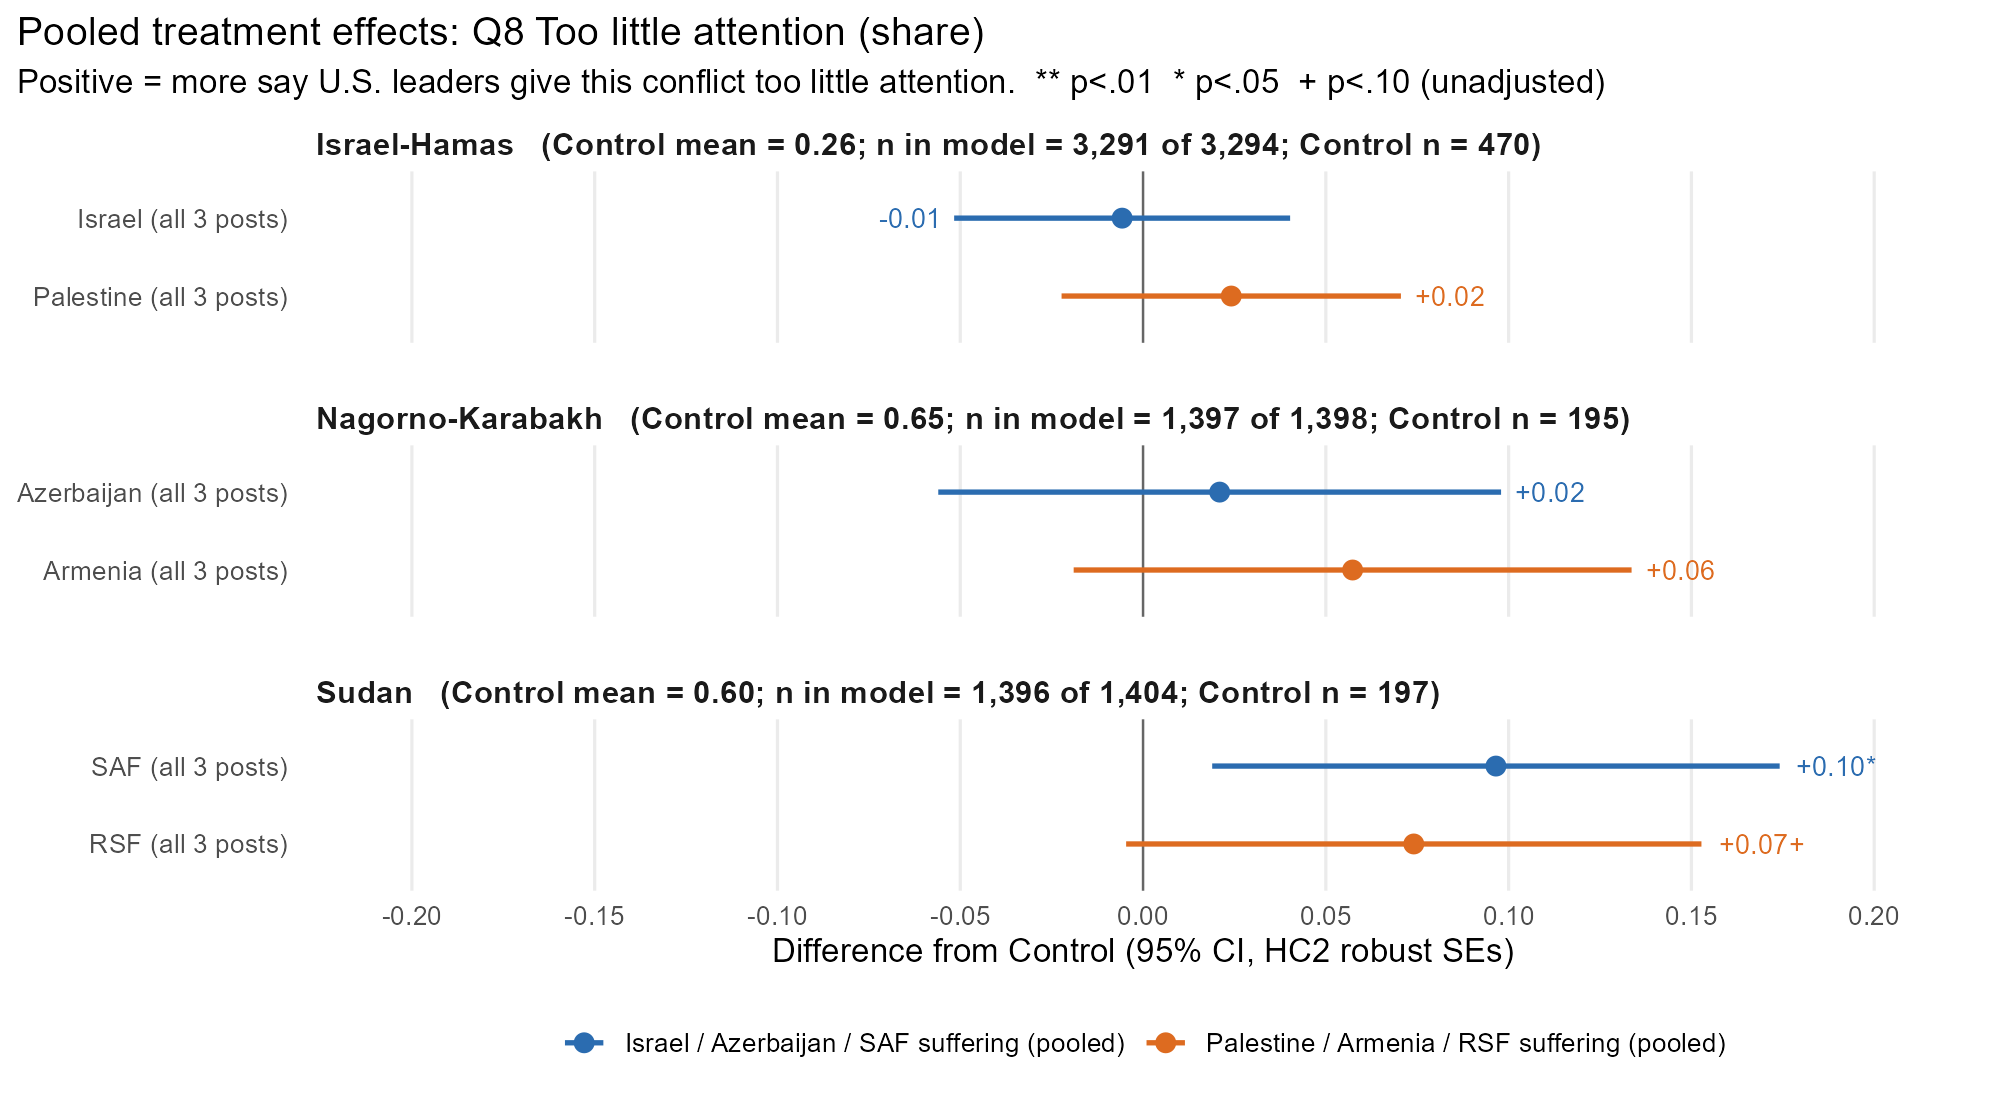 Pooled treatment effects: Q8 Too little attention (share)
Positive = more say U.S. leaders give this conflict too little attention.  ** p<.01  * p<.05  + p<.10 (unadjusted)
Israel-Hamas   (Control mean = 0.26; n in model = 3,291 of 3,294; Control n = 470)
Israel (all 3 posts)
-0.01
Palestine (all 3 posts)
+0.02
Nagorno-Karabakh   (Control mean = 0.65; n in model = 1,397 of 1,398; Control n = 195)
Azerbaijan (all 3 posts)
+0.02
Armenia (all 3 posts)
+0.06
Sudan   (Control mean = 0.60; n in model = 1,396 of 1,404; Control n = 197)
SAF (all 3 posts)
+0.10*
RSF (all 3 posts)
+0.07+
-0.20 -0.15 -0.10 -0.05 0.00 0.05 0.10 0.15 0.20
Difference from Control (95% CI, HC2 robust SEs)
Israel / Azerbaijan / SAF suffering (pooled) Palestine / Armenia / RSF suffering (pooled)